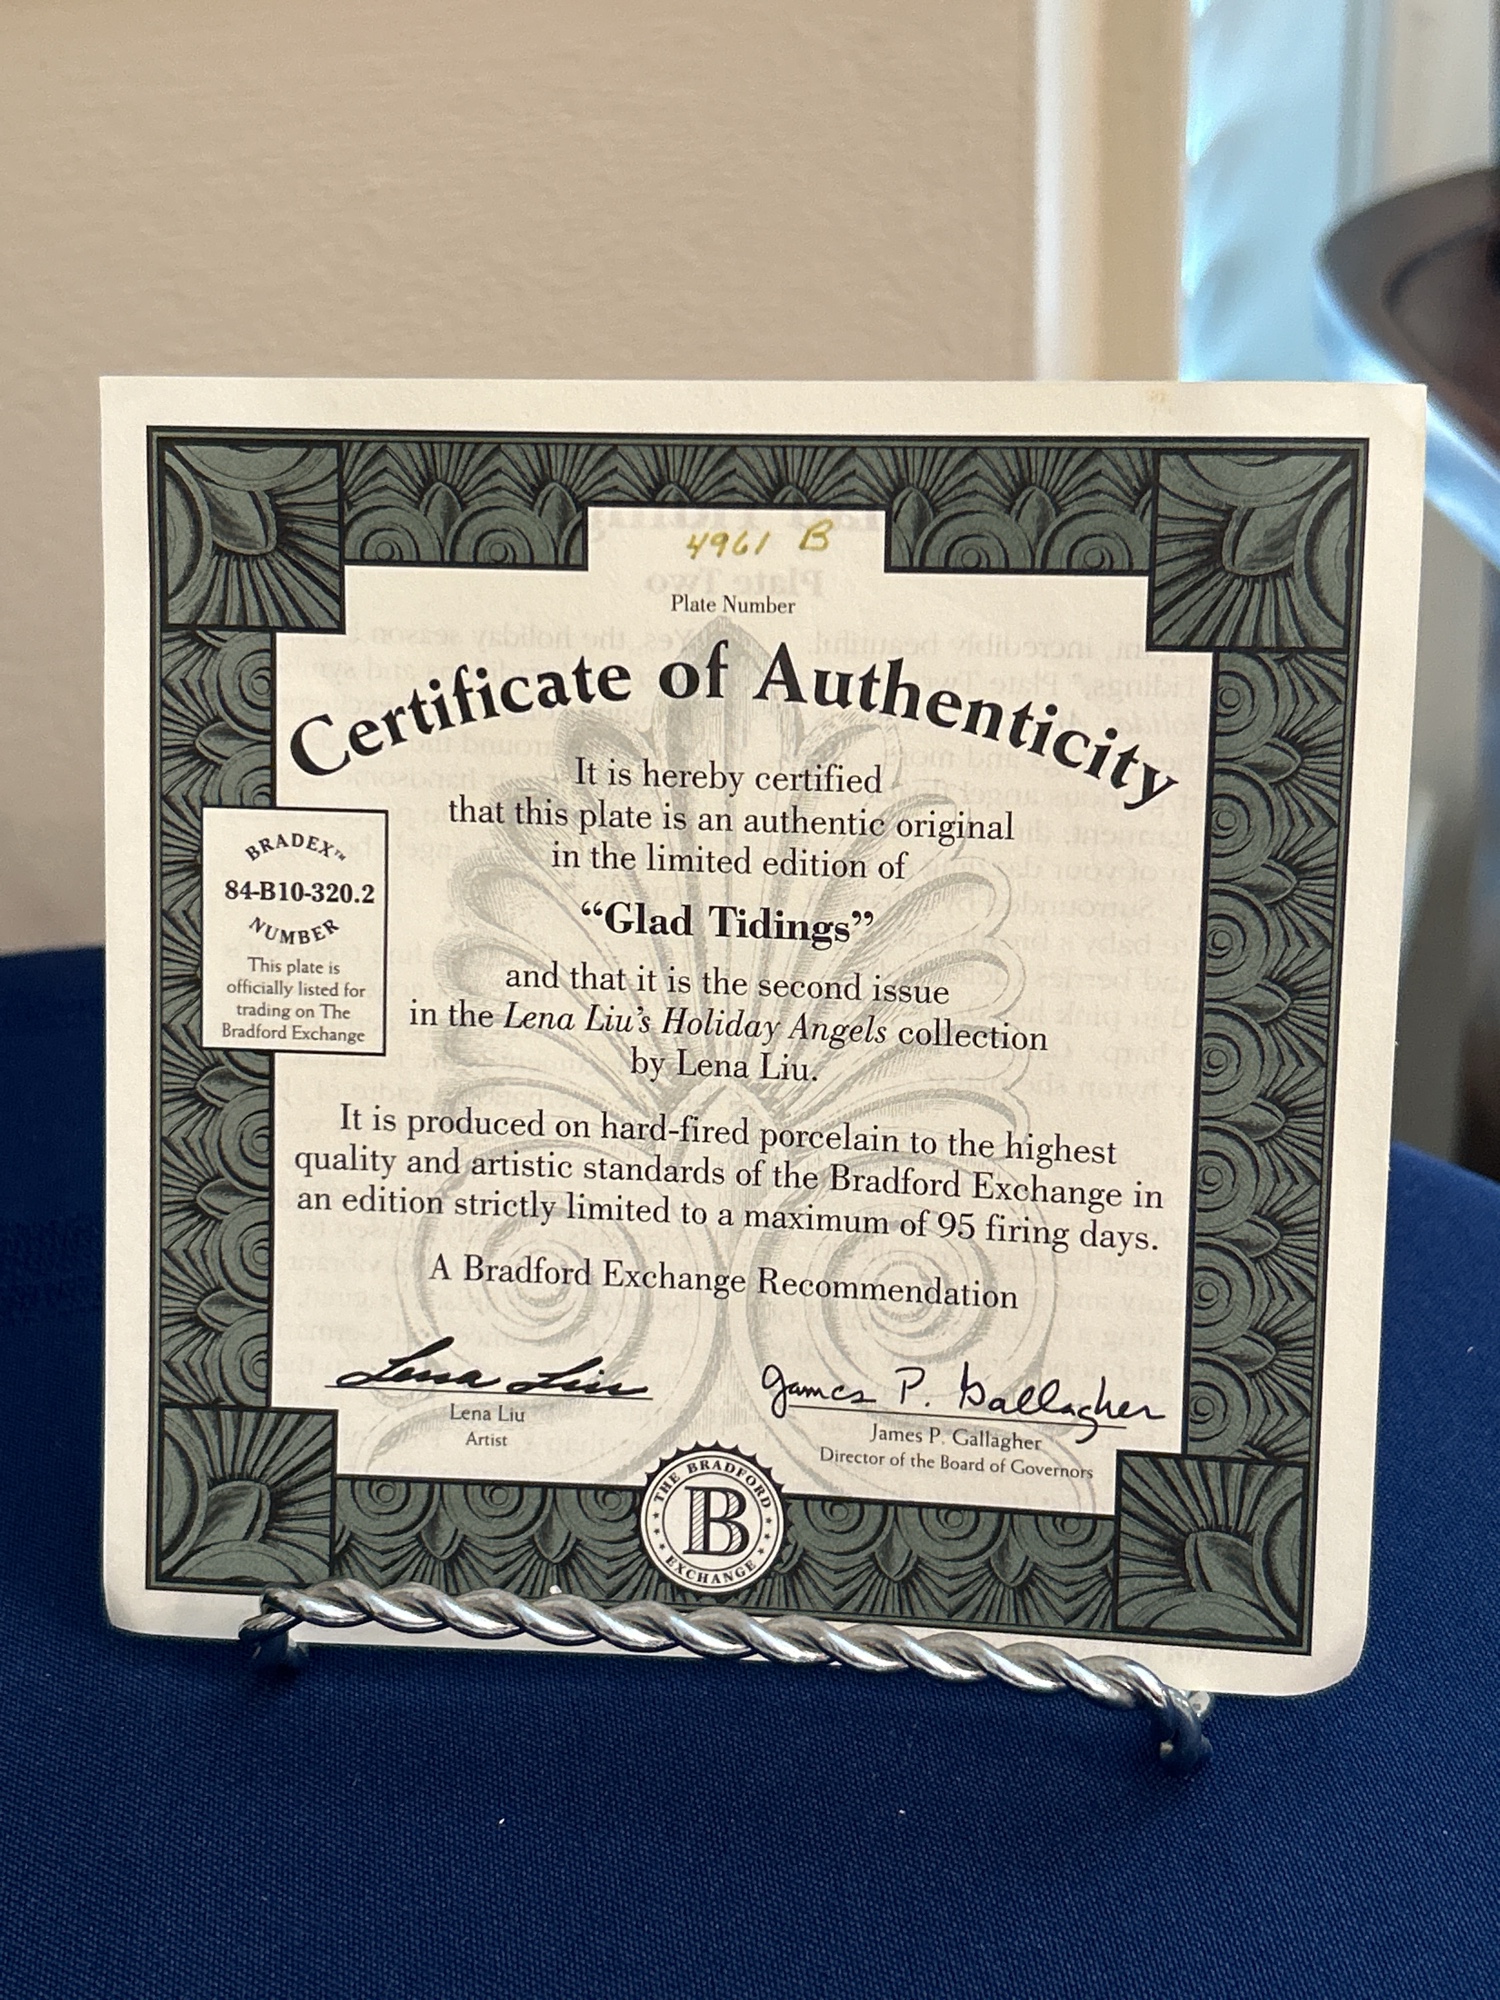 4961 B
Plate Number
Certificate of Authenticity
It is hereby certified
that this plate is an authentic original
in the limited edition of
“Glad Tidings”
and that it is the second issue
in the Lena Liu’s Holiday Angels collection
by Lena Liu.
BRADEX™
84-B10-320.2
NUMBER
This plate is
officially listed for
trading on The
Bradford Exchange
It is produced on hard-fired porcelain to the highest
quality and artistic standards of the Bradford Exchange in
an edition strictly limited to a maximum of 95 firing days.
A Bradford Exchange Recommendation
Lena Liu
Lena Liu
Artist
James P. Gallagher
James P. Gallagher
Director of the Board of Governors
THE BRADFORD
B
EXCHANGE